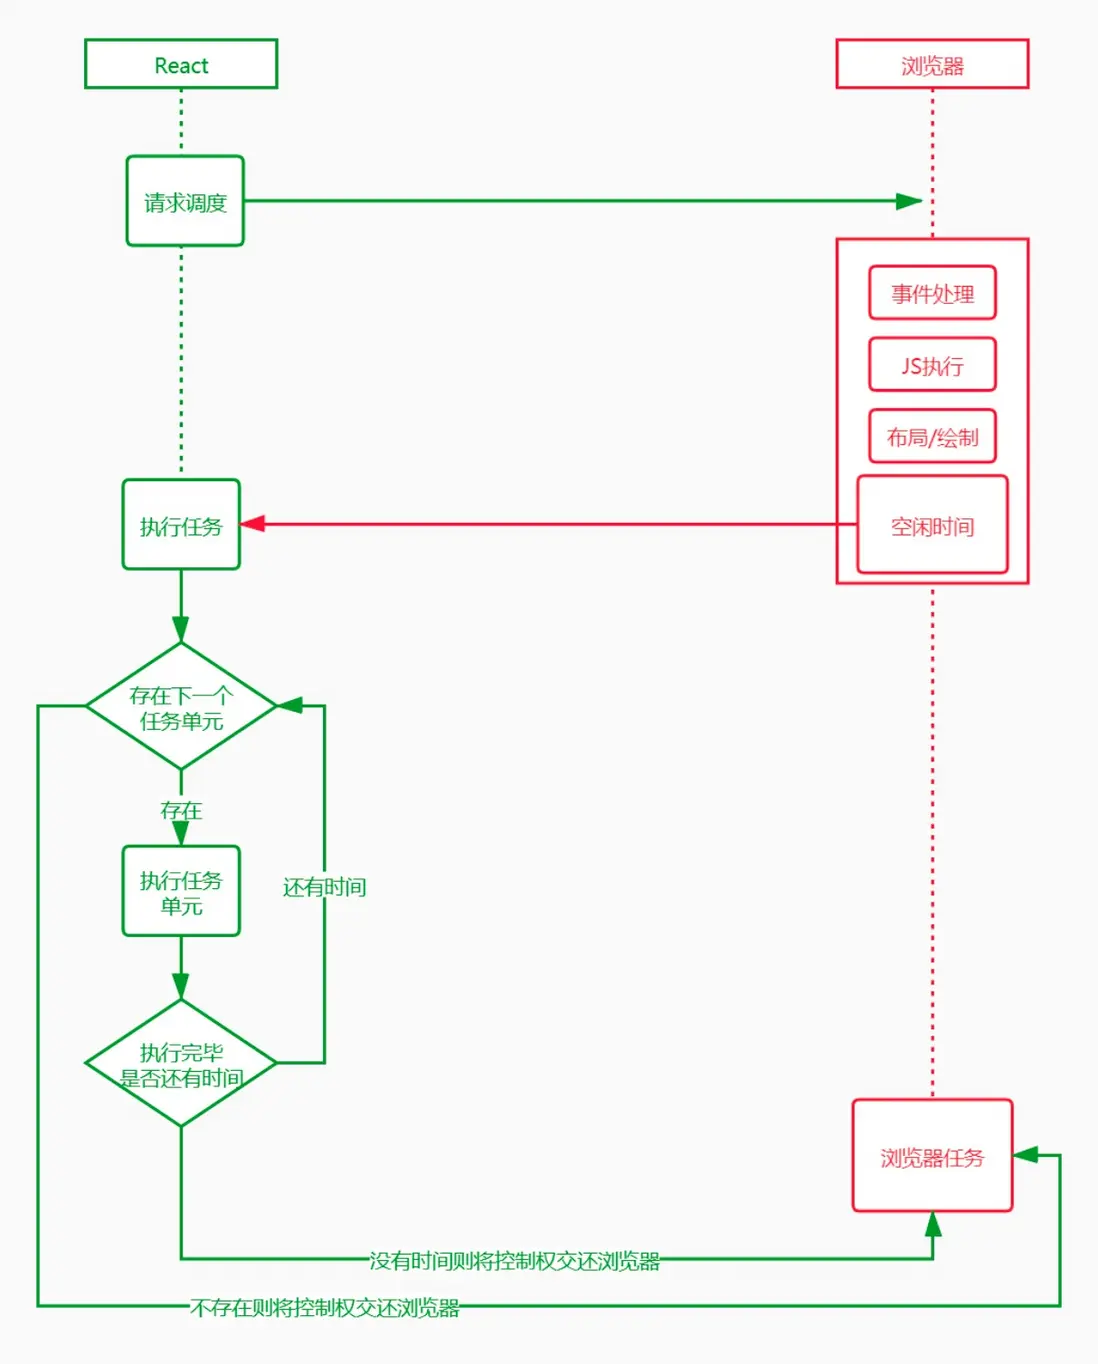 React
浏览器
请求调度
事件处理
JS执行
布局/绘制
空闲时间
执行任务
存在下一个
任务单元
存在
执行任务
单元
还有时间
执行完毕
是否还有时间
浏览器任务
没有时间则将控制权交还浏览器
不存在则将控制权交还浏览器